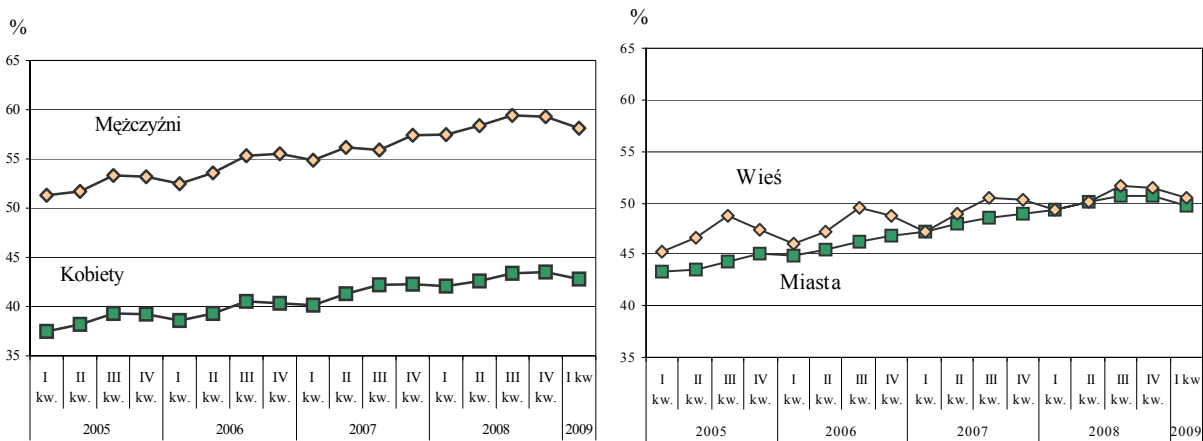 %
65
60
55
50
45
40
35
Mężczyźni
Kobiety
I II III IV I II III IV I II III IV I II III IV I kw
kw. kw. kw. kw. kw. kw. kw. kw. kw. kw. kw. kw. kw. kw. kw. kw.
2005 2006 2007 2008 2009
%
65
60
55
50
45
40
35
Wieś
Miasta
I II III IV I II III IV I II III IV I II III IV I kw
kw. kw. kw. kw. kw. kw. kw. kw. kw. kw. kw. kw. kw. kw. kw. kw.
2005 2006 2007 2008 2009